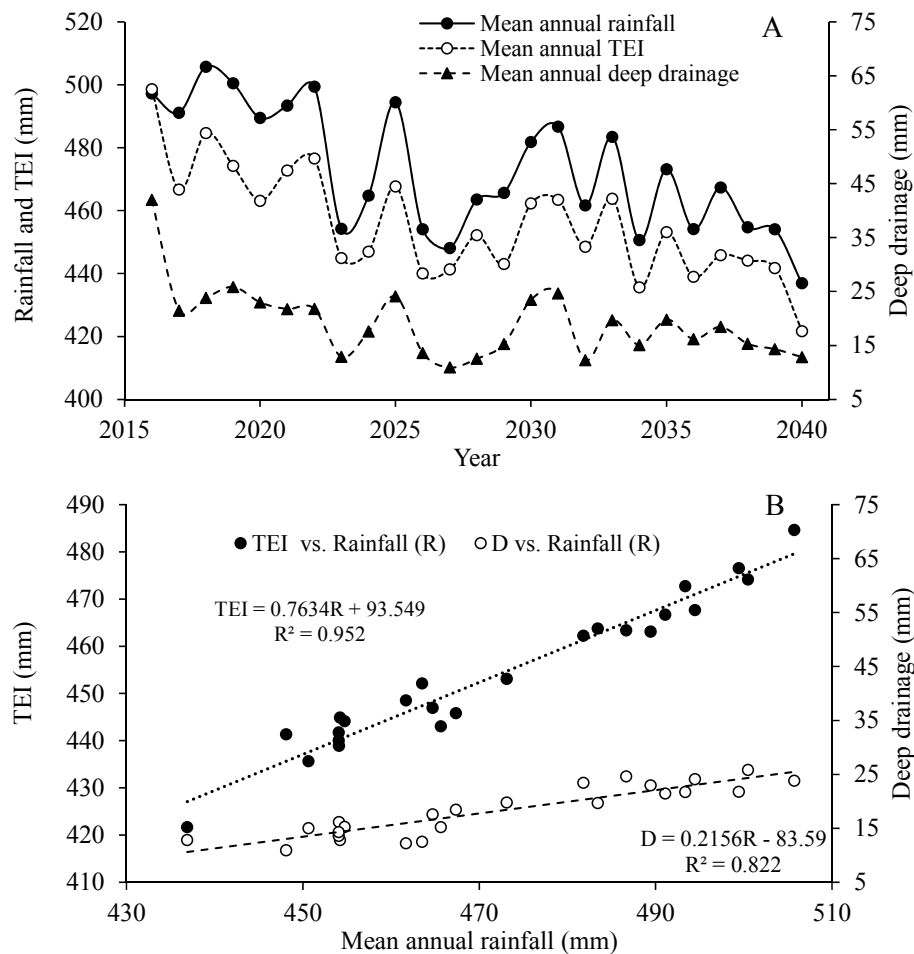 A
Mean annual rainfall
Mean annual TEI
Mean annual deep drainage
Rainfall and TEI (mm)
520
500
480
460
440
420
400
Deep drainage (mm)
75
65
55
45
35
25
15
5
2015 2020 2025 2030 2035 2040
Year
B
TEI vs. Rainfall (R) D vs. Rainfall (R)
TEI = 0.7634R + 93.549
R² = 0.952
D = 0.2156R - 83.59
R² = 0.822
TEI (mm)
490
480
470
460
450
440
430
420
410
Deep drainage (mm)
75
65
55
45
35
25
15
5
430 450 470 490 510
Mean annual rainfall (mm)